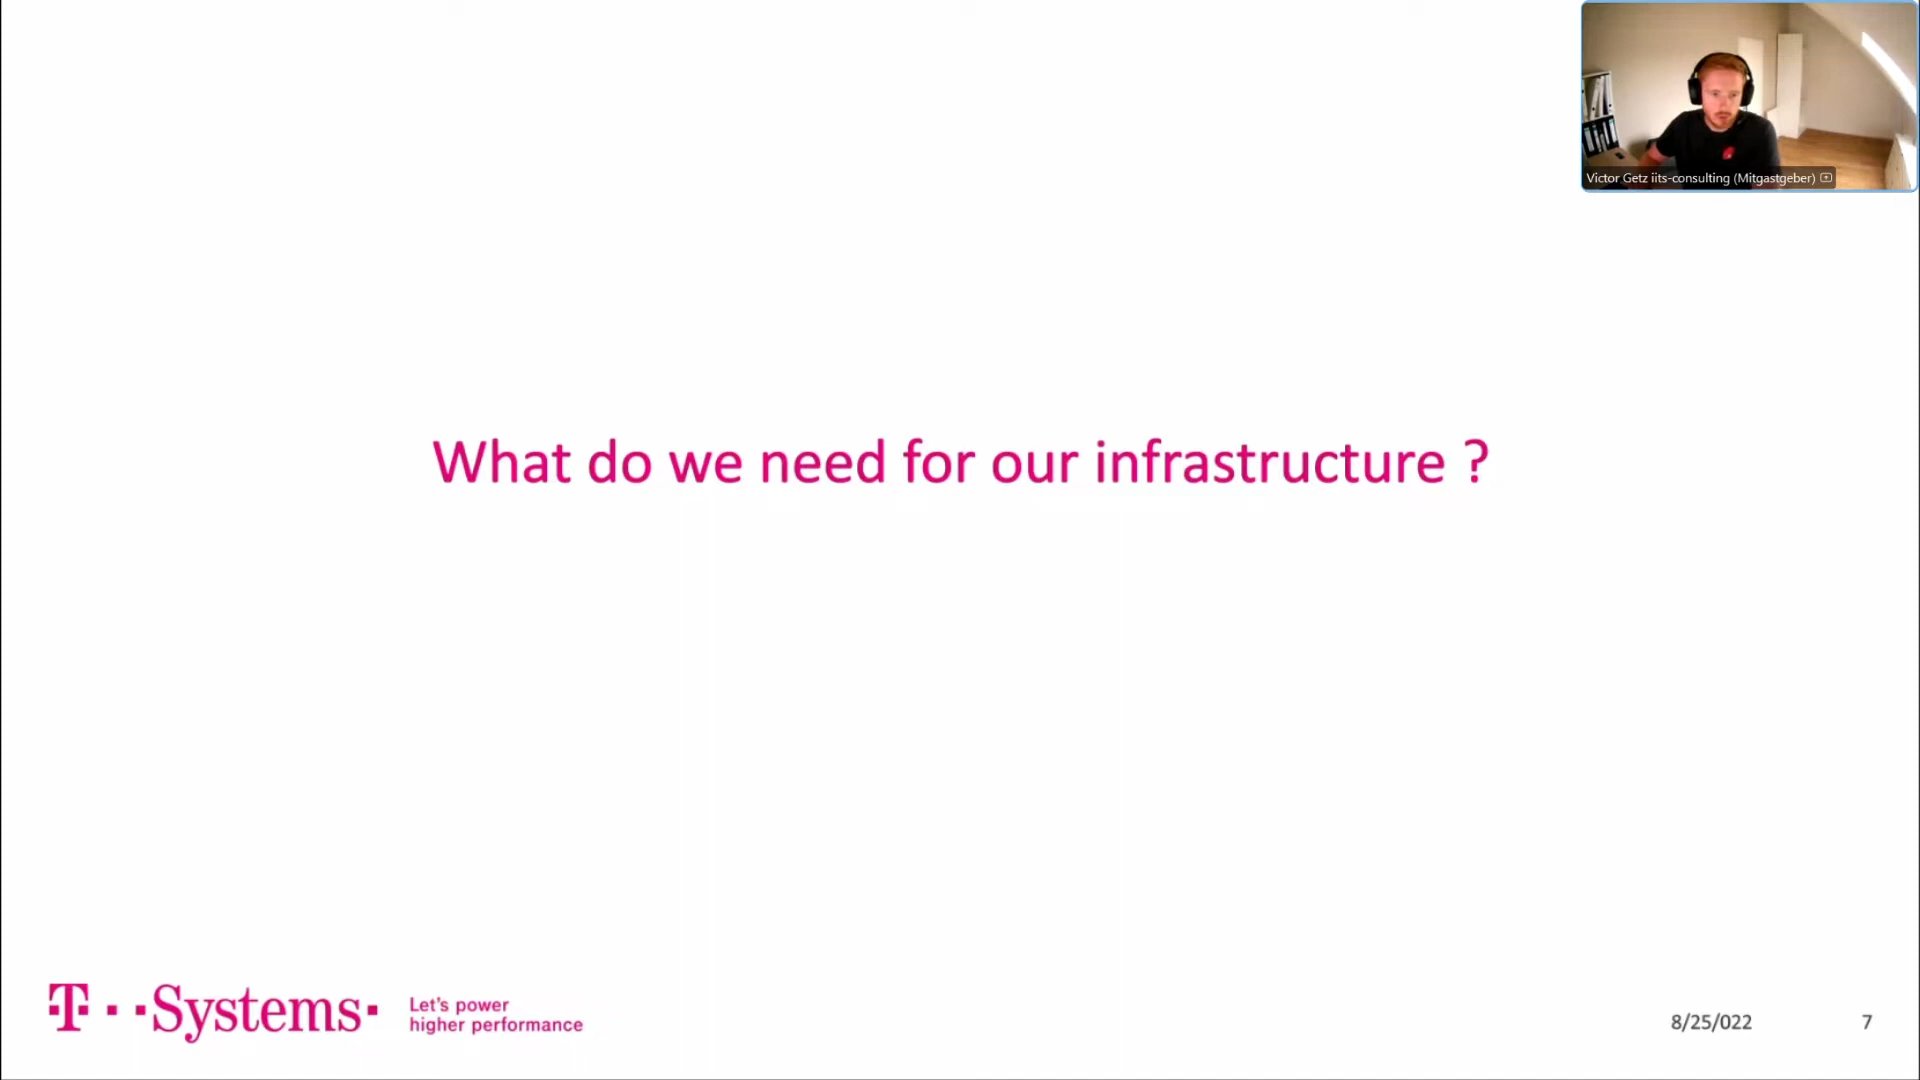 Victor Getz iits-consulting (Mitgastgeber)
What do we need for our infrastructure ?
T · · Systems ·
Let's power
higher performance
8/25/022
7